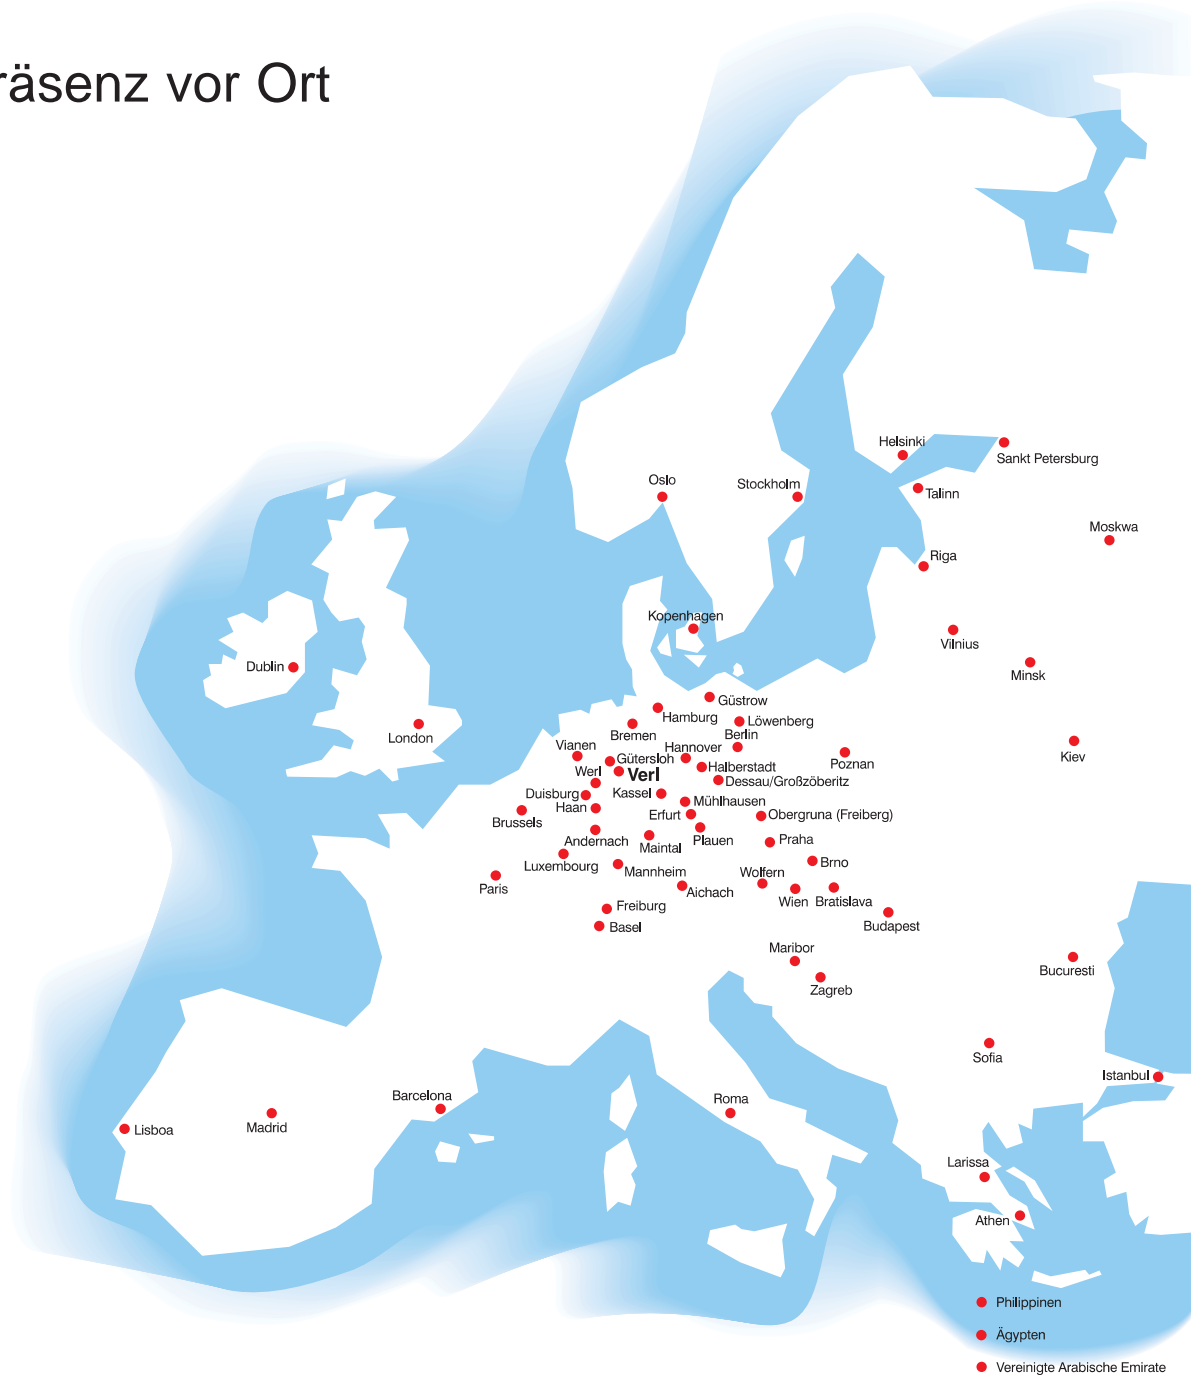 räsenz vor Ort
Helsinki
Sankt Petersburg
Oslo
Stockholm
Talinn
Moskwa
Riga
Kopenhagen
Vilnius
Dublin
Minsk
Güstrow
Hamburg
Löwenberg
London
Bremen
Berlin
Vianen
Hannover
Kiev
Gütersloh
Poznan
Werl
Verl
Halberstadt
Dessau/Großzöberitz
Duisburg
Kassel
Mühlhausen
Haan
Erfurt
Obergruna (Freiberg)
Brussels
Andernach
Maintal
Plauen
Praha
Luxembourg
Mannheim
Wolfern
Brno
Paris
Aichach
Wien
Bratislava
Freiburg
Budapest
Basel
Maribor
Bucuresti
Zagreb
Sofia
Istanbul
Barcelona
Roma
Lisboa
Madrid
Larissa
Athen
Philippinen
Ägypten
Vereinigte Arabische Emirate